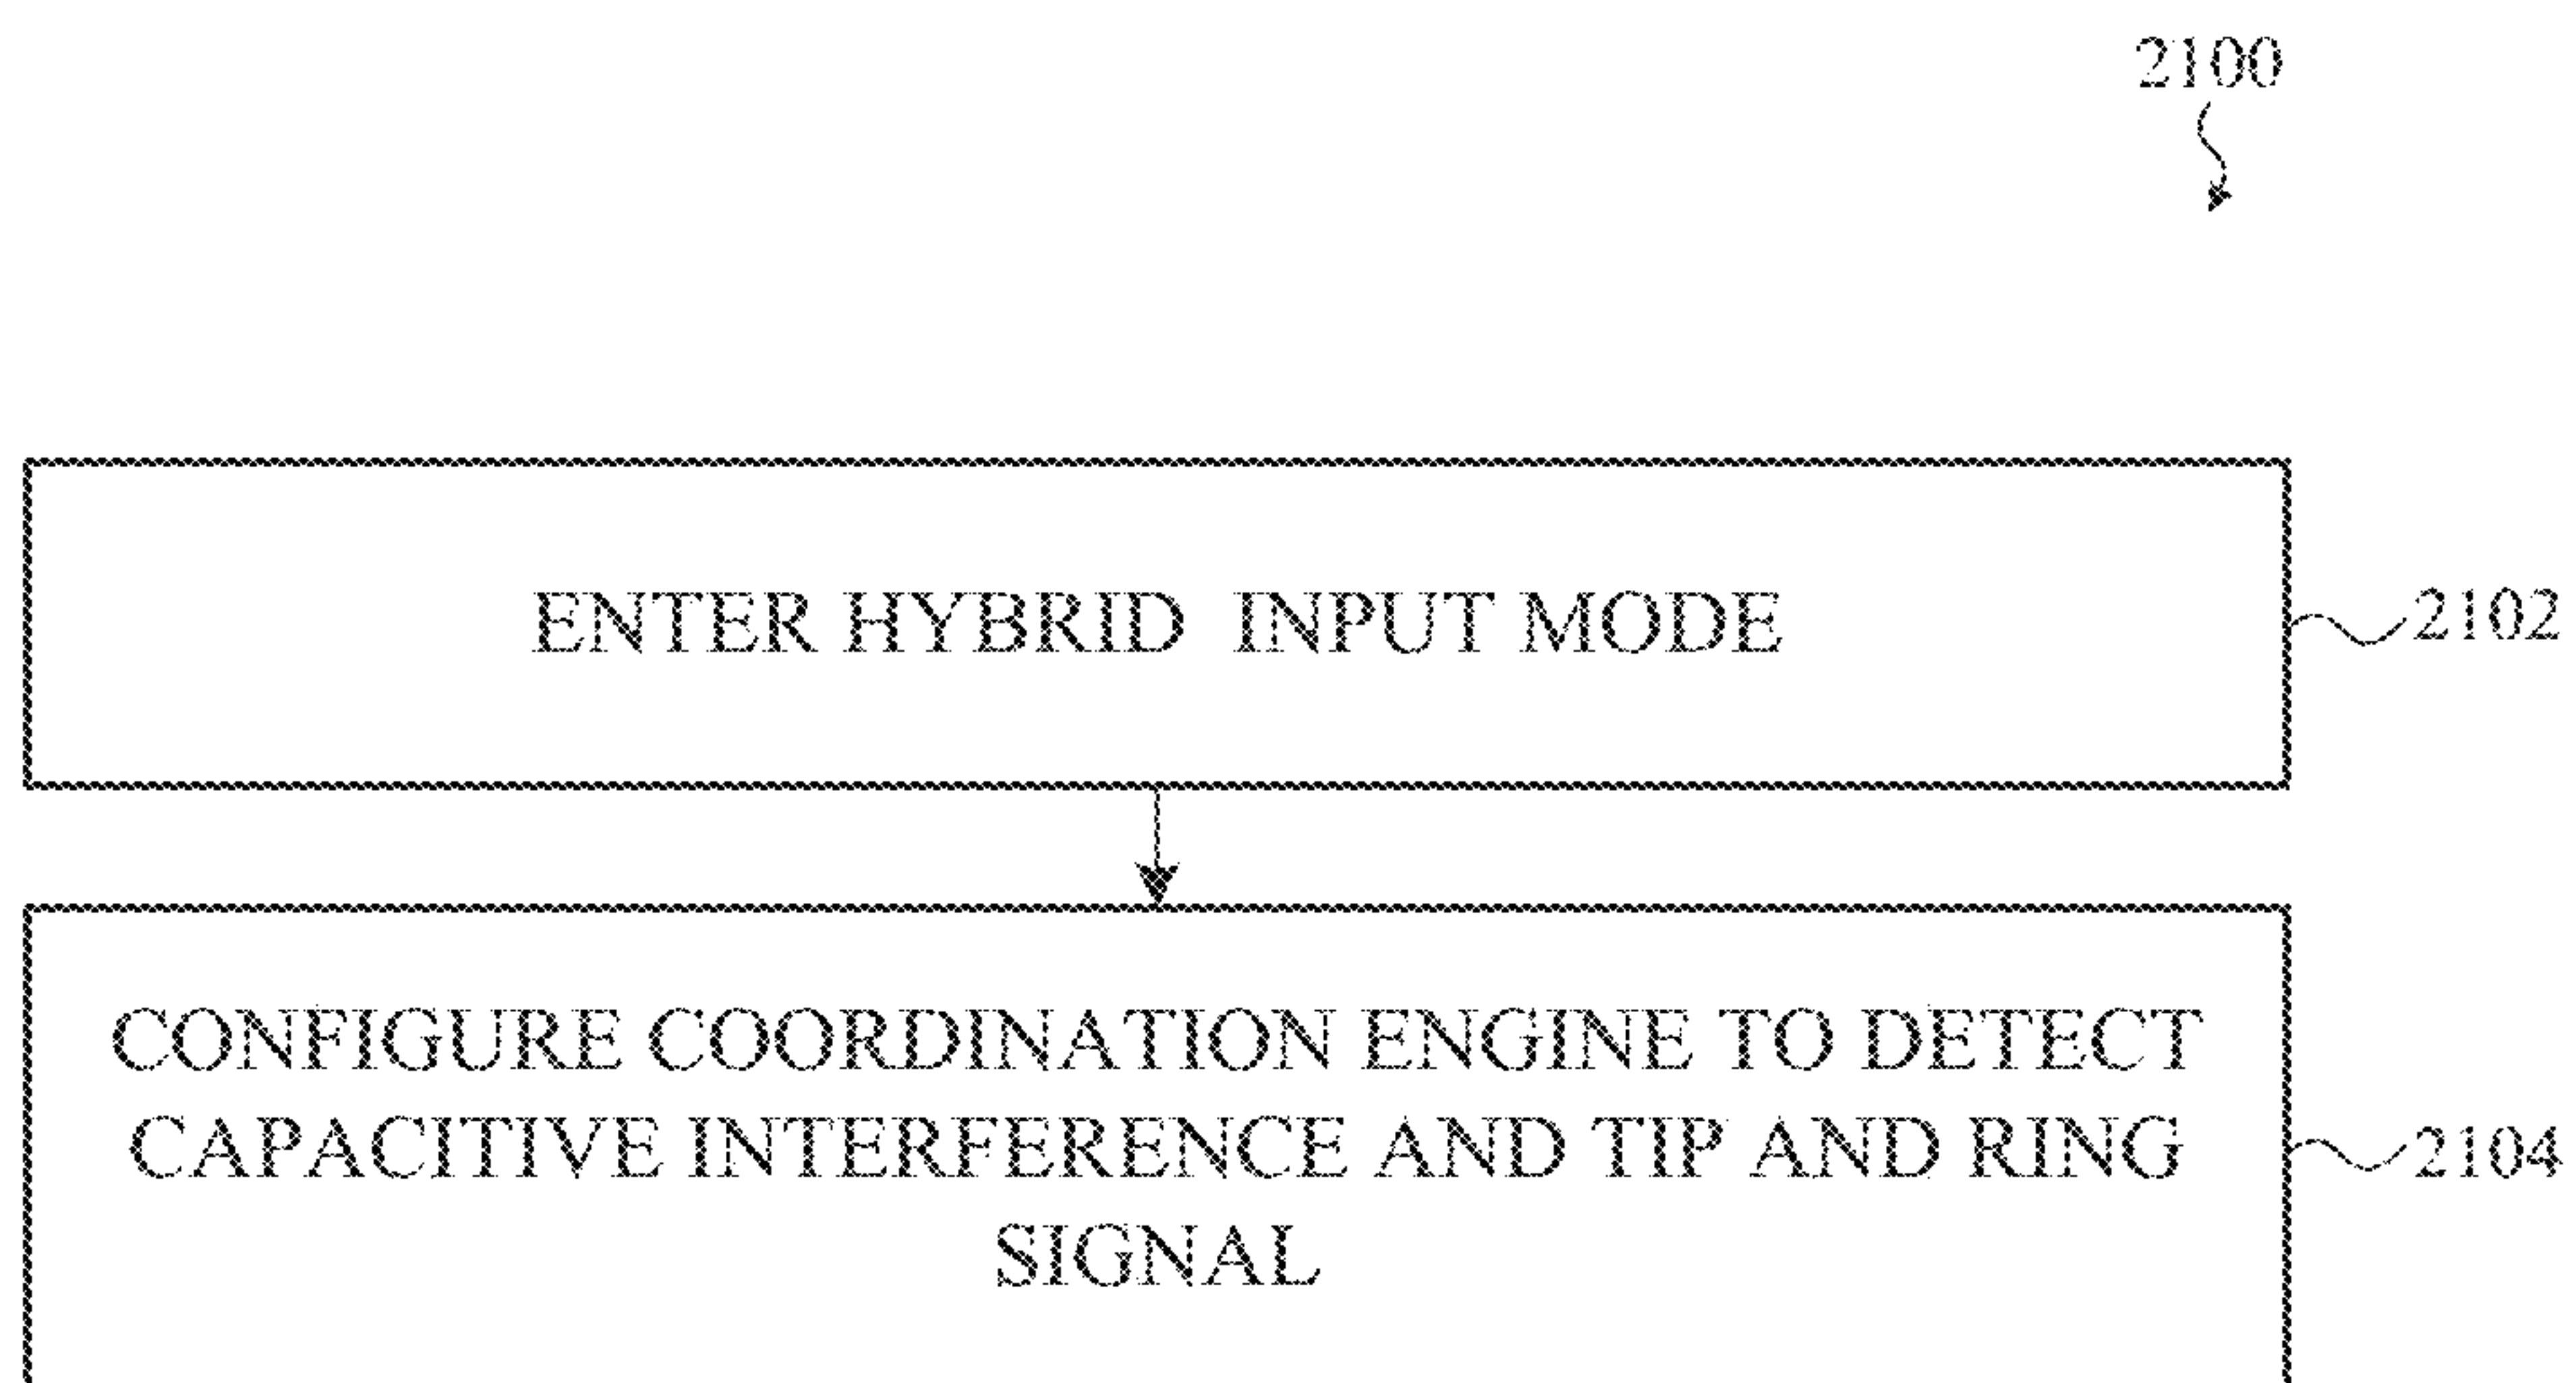 2100
ENTER HYBRID INPUT MODE
2102
CONFIGURE COORDINATION ENGINE TO DETECT
CAPACITIVE INTERFERENCE AND TIP AND RING
SIGNAL
2104